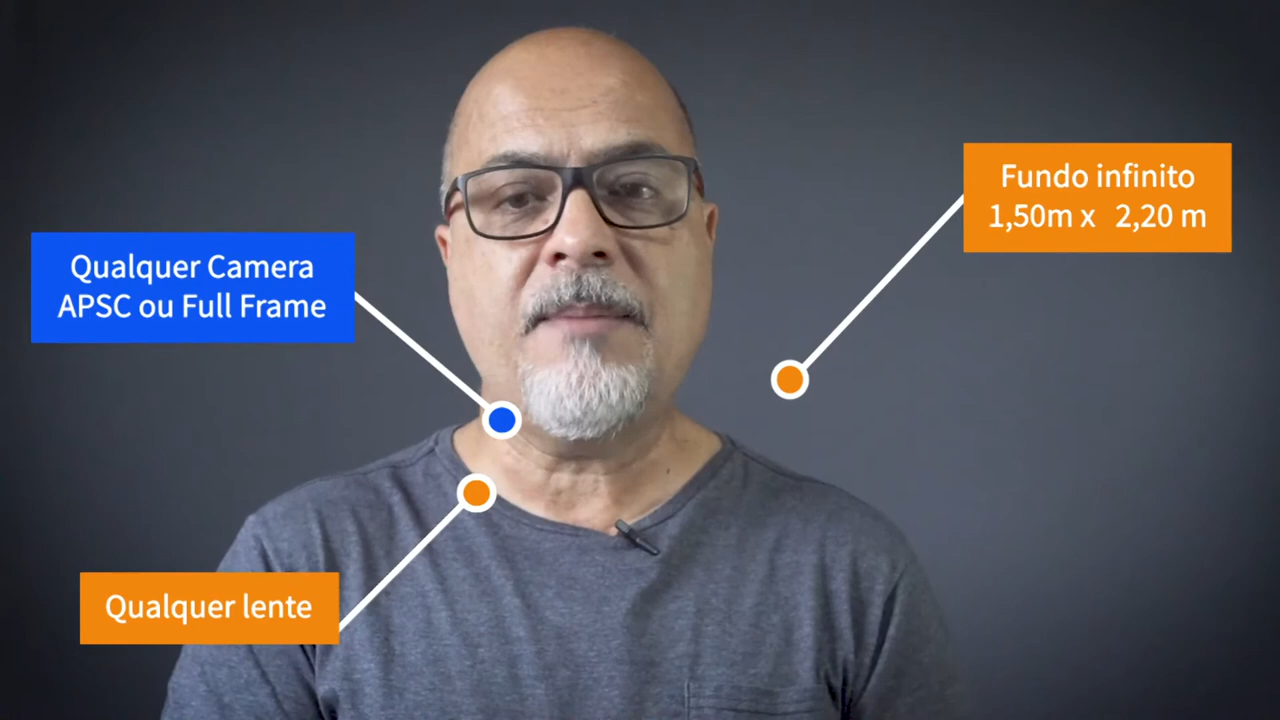 Fundo infinito
1,50m x 2,20 m
Qualquer Camera
APSC ou Full Frame
Qualquer lente